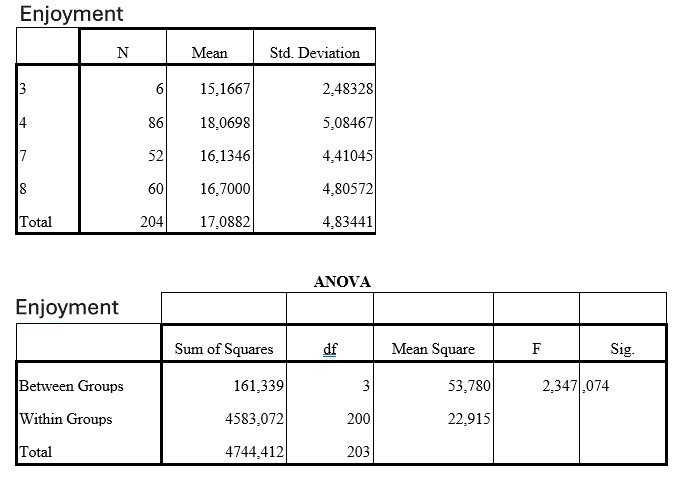 Enjoyment
N Mean Std. Deviation
3 6 15,1667 2,48328
4 86 18,0698 5,08467
7 52 16,1346 4,41045
8 60 16,7000 4,80572
Total 204 17,0882 4,83441
ANOVA
Enjoyment
Sum of Squares df Mean Square F Sig.
Between Groups 161,339 3 53,780 2,347 ,074
Within Groups 4583,072 200 22,915
Total 4744,412 203